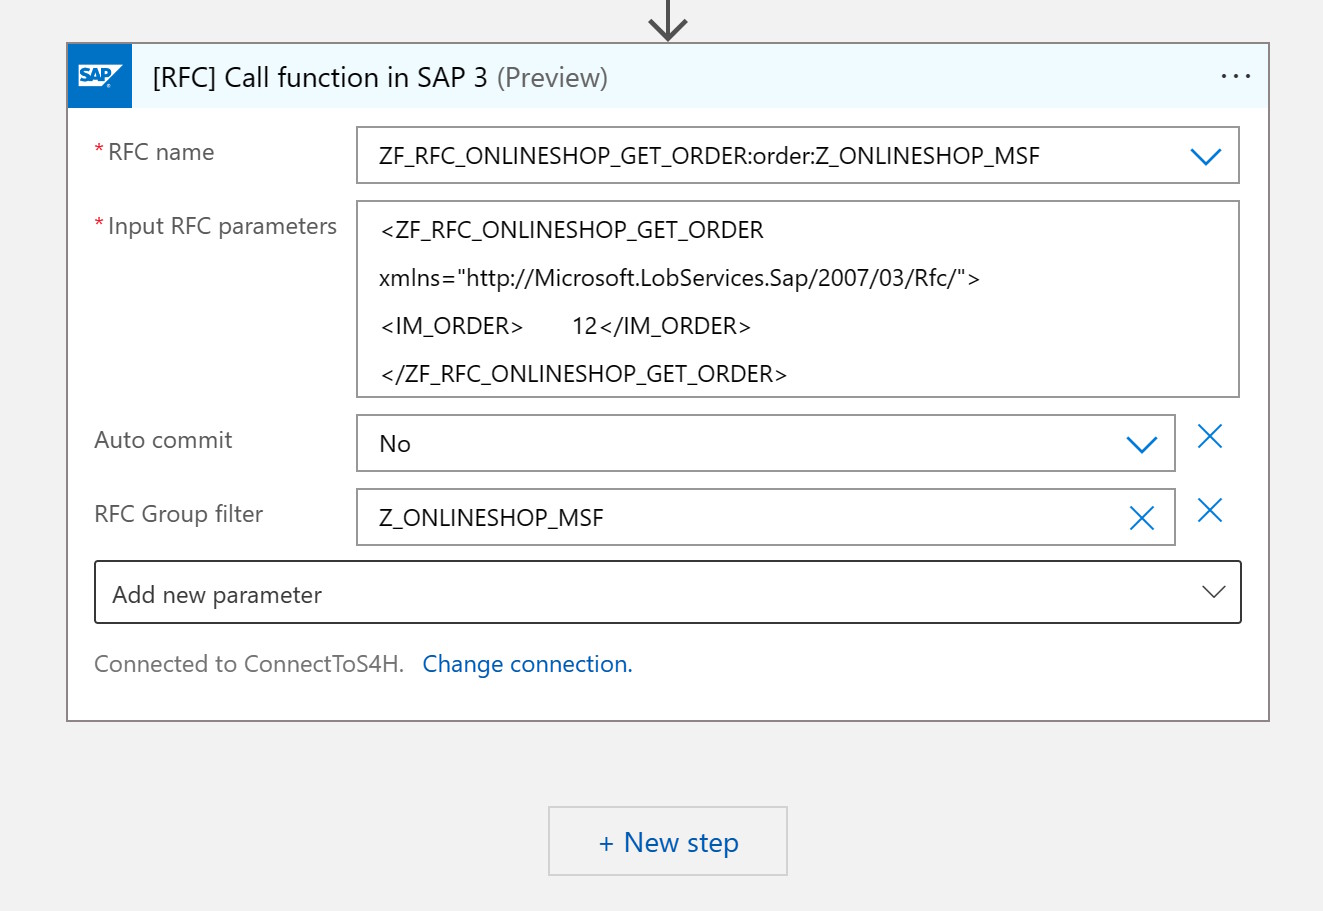 SAP
[RFC] Call function in SAP 3 (Preview)
...
* RFC name
ZF_RFC_ONLINESHOP_GET_ORDER:order:Z_ONLINESHOP_MSF
* Input RFC parameters
<ZF_RFC_ONLINESHOP_GET_ORDER
xmlns="http://Microsoft.LobServices.Sap/2007/03/Rfc/">
<IM_ORDER>       12</IM_ORDER>
</ZF_RFC_ONLINESHOP_GET_ORDER>
Auto commit
No
RFC Group filter
Z_ONLINESHOP_MSF
Add new parameter
Connected to ConnectToS4H. Change connection.
+ New step